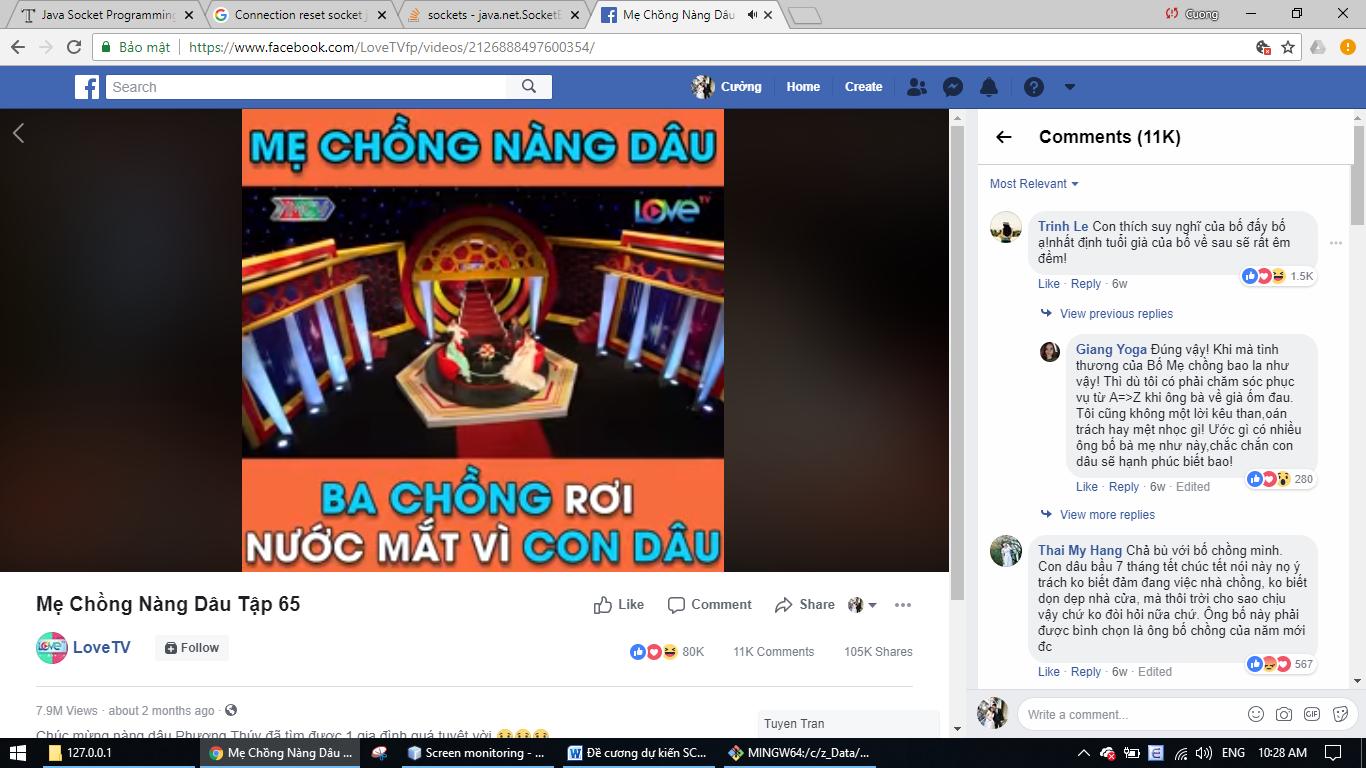 Java Socket Programming
Connection reset socket j
sockets - java.net.SocketE
Mẹ Chồng Nàng Dâu
Cuong
Bảo mật
https://www.facebook.com/LoveTVfp/videos/2126888497600354/
Search
Cường
Home
Create
MẸ CHỒNG NÀNG DÂU
LOVE TV
BA CHỒNG RƠI
NƯỚC MẮT VÌ CON DÂU
Mẹ Chồng Nàng Dâu Tập 65
Like
Comment
Share
LoveTV
Follow
80K
11K Comments
105K Shares
7.9M Views · about 2 months ago
Chúc mừng nàng dâu Phương Thúy đã tìm được 1 gia đình quá tuyệt vời
Tuyen Tran
Comments (11K)
Most Relevant
Trinh Le Con thích suy nghĩ của bố đấy bố
ạ!nhất định tuổi già của bố về sau sẽ rất êm
đềm!
1.5K
Like · Reply · 6w
View previous replies
Giang Yoga Đúng vậy! Khi mà tình
thương của Bố Mẹ chồng bao la như
vậy! Thì dù tôi có phải chăm sóc phục
vụ từ A=>Z khi ông bà về già ốm đau.
Tôi cũng không một lời kêu than,oán
trách hay mệt nhọc gì! Ước gì có nhiều
ông bố bà mẹ như này,chắc chắn con
dâu sẽ hạnh phúc biết bao!
280
Like · Reply · 6w · Edited
View more replies
Thai My Hang Chả bù với bố chồng mình.
Con dâu bầu 7 tháng tết chúc tết nói này nọ ý
trách ko biết đảm đang việc nhà chồng, ko biết
dọn dẹp nhà cửa, mà thôi trời cho sao chịu
vậy chứ ko đòi hỏi nữa chứ. Ông bố này phải
được bình chọn là ông bố chồng của năm mới
đc
567
Like · Reply · 6w · Edited
Write a comment...
GIF
127.0.0.1
Mẹ Chồng Nàng Dâu ...
Screen monitoring - ...
Đề cương dự kiến SC...
MINGW64:/c/z_Data/...
ENG
10:28 AM